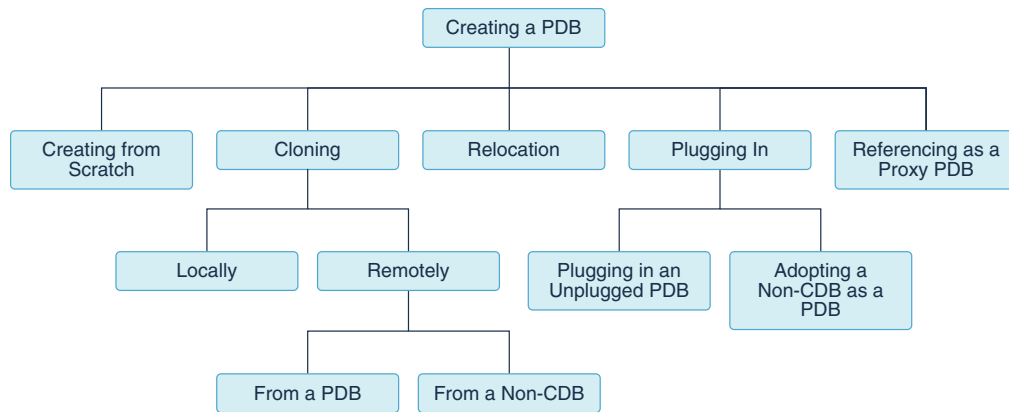 Creating a PDB
Creating from
Scratch
Cloning
Relocation
Plugging In
Referencing as a
Proxy PDB
Locally
Remotely
Plugging in an
Unplugged PDB
Adopting a
Non-CDB as a
PDB
From a PDB
From a Non-CDB